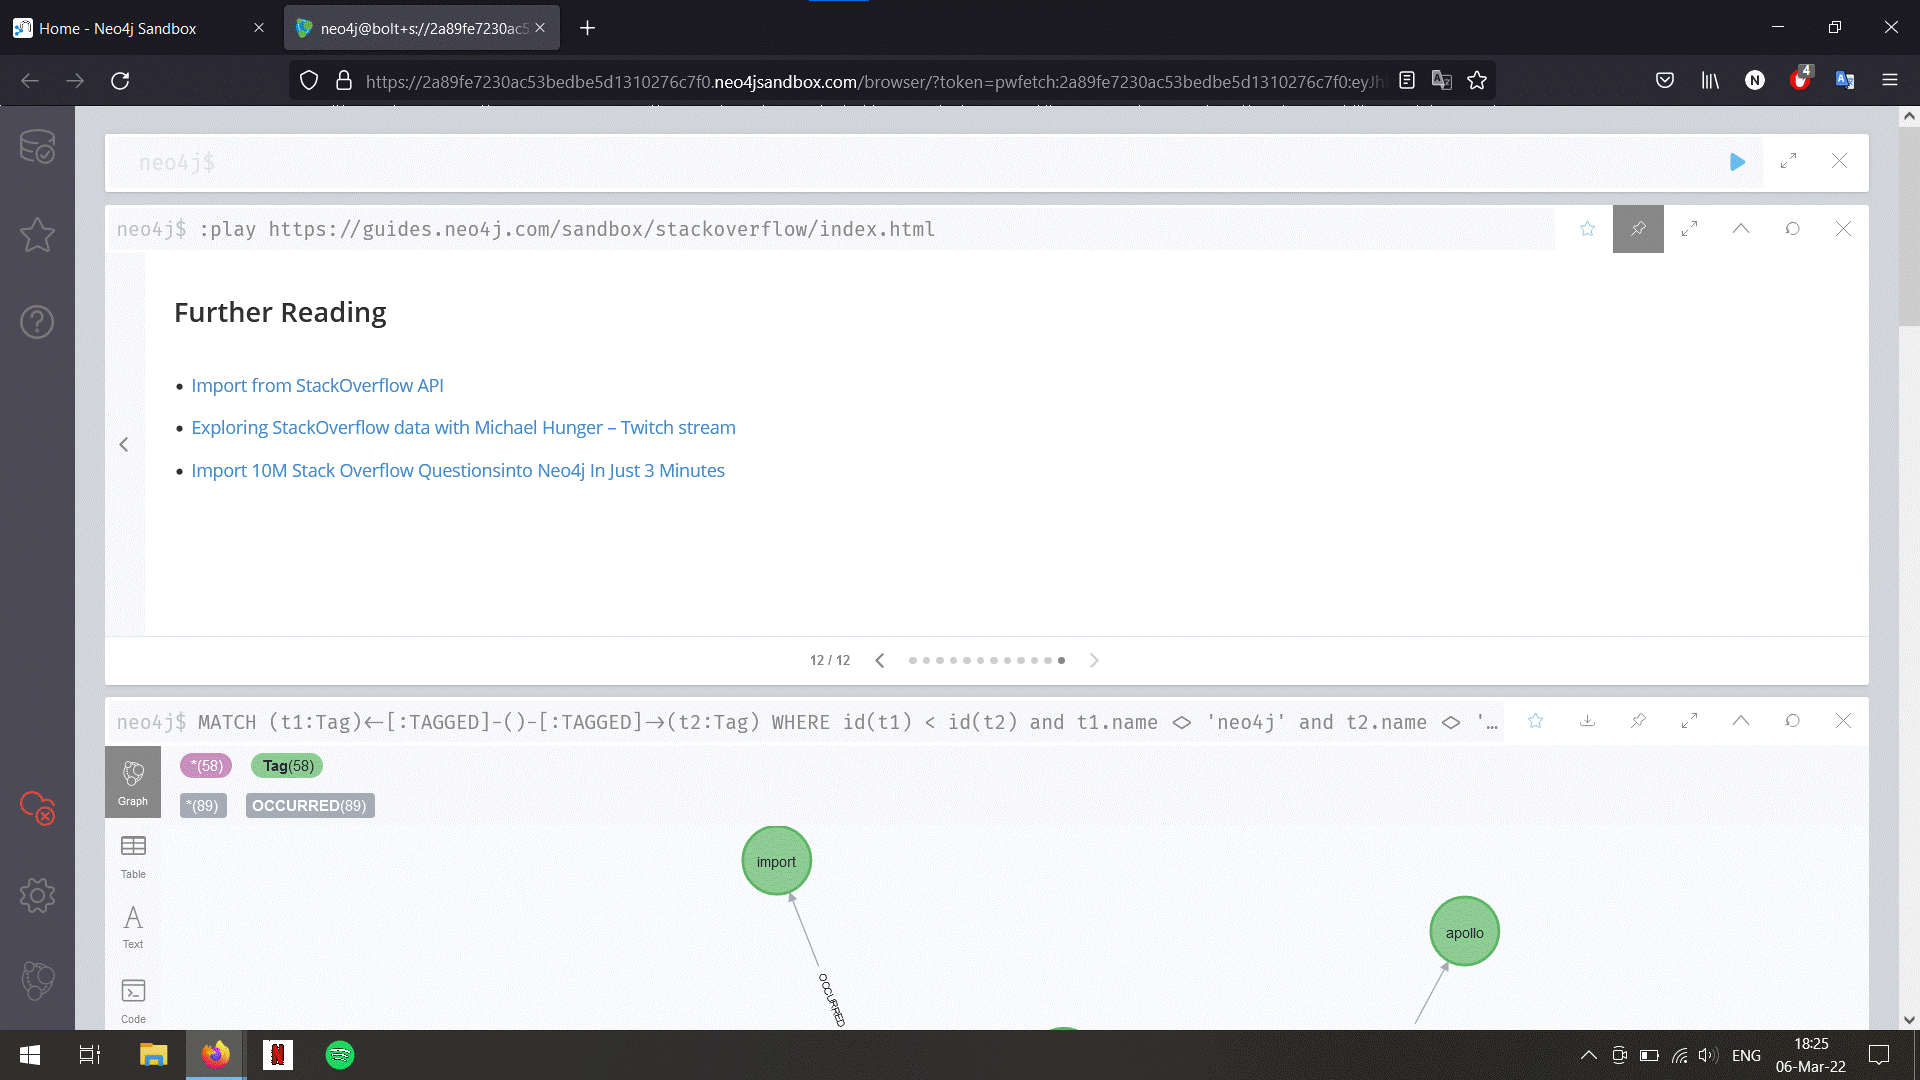 Home - Neo4j Sandbox
neo4j@bolt+s://2a89fe7230ac5
https://2a89fe7230ac53bedbe5d1310276c7f0.neo4jsandbox.com/browser/?token=pwfetch:2a89fe7230ac53bedbe5d1310276c7f0:eyJh
N
4
neo4j$
neo4j$ :play https://guides.neo4j.com/sandbox/stackoverflow/index.html
Further Reading
• Import from StackOverflow API
• Exploring StackOverflow data with Michael Hunger – Twitch stream
• Import 10M Stack Overflow Questionsinto Neo4j In Just 3 Minutes
12 / 12
neo4j$ MATCH (t1:Tag)<-[:TAGGED]-()-[:TAGGED]->(t2:Tag) WHERE id(t1) < id(t2) and t1.name <> 'neo4j' and t2.name <> '…
Graph
*(58)
Tag(58)
*(89)
OCCURRED(89)
Table
Text
Code
import
apollo
OCCURRED
ENG
18:25
06-Mar-22